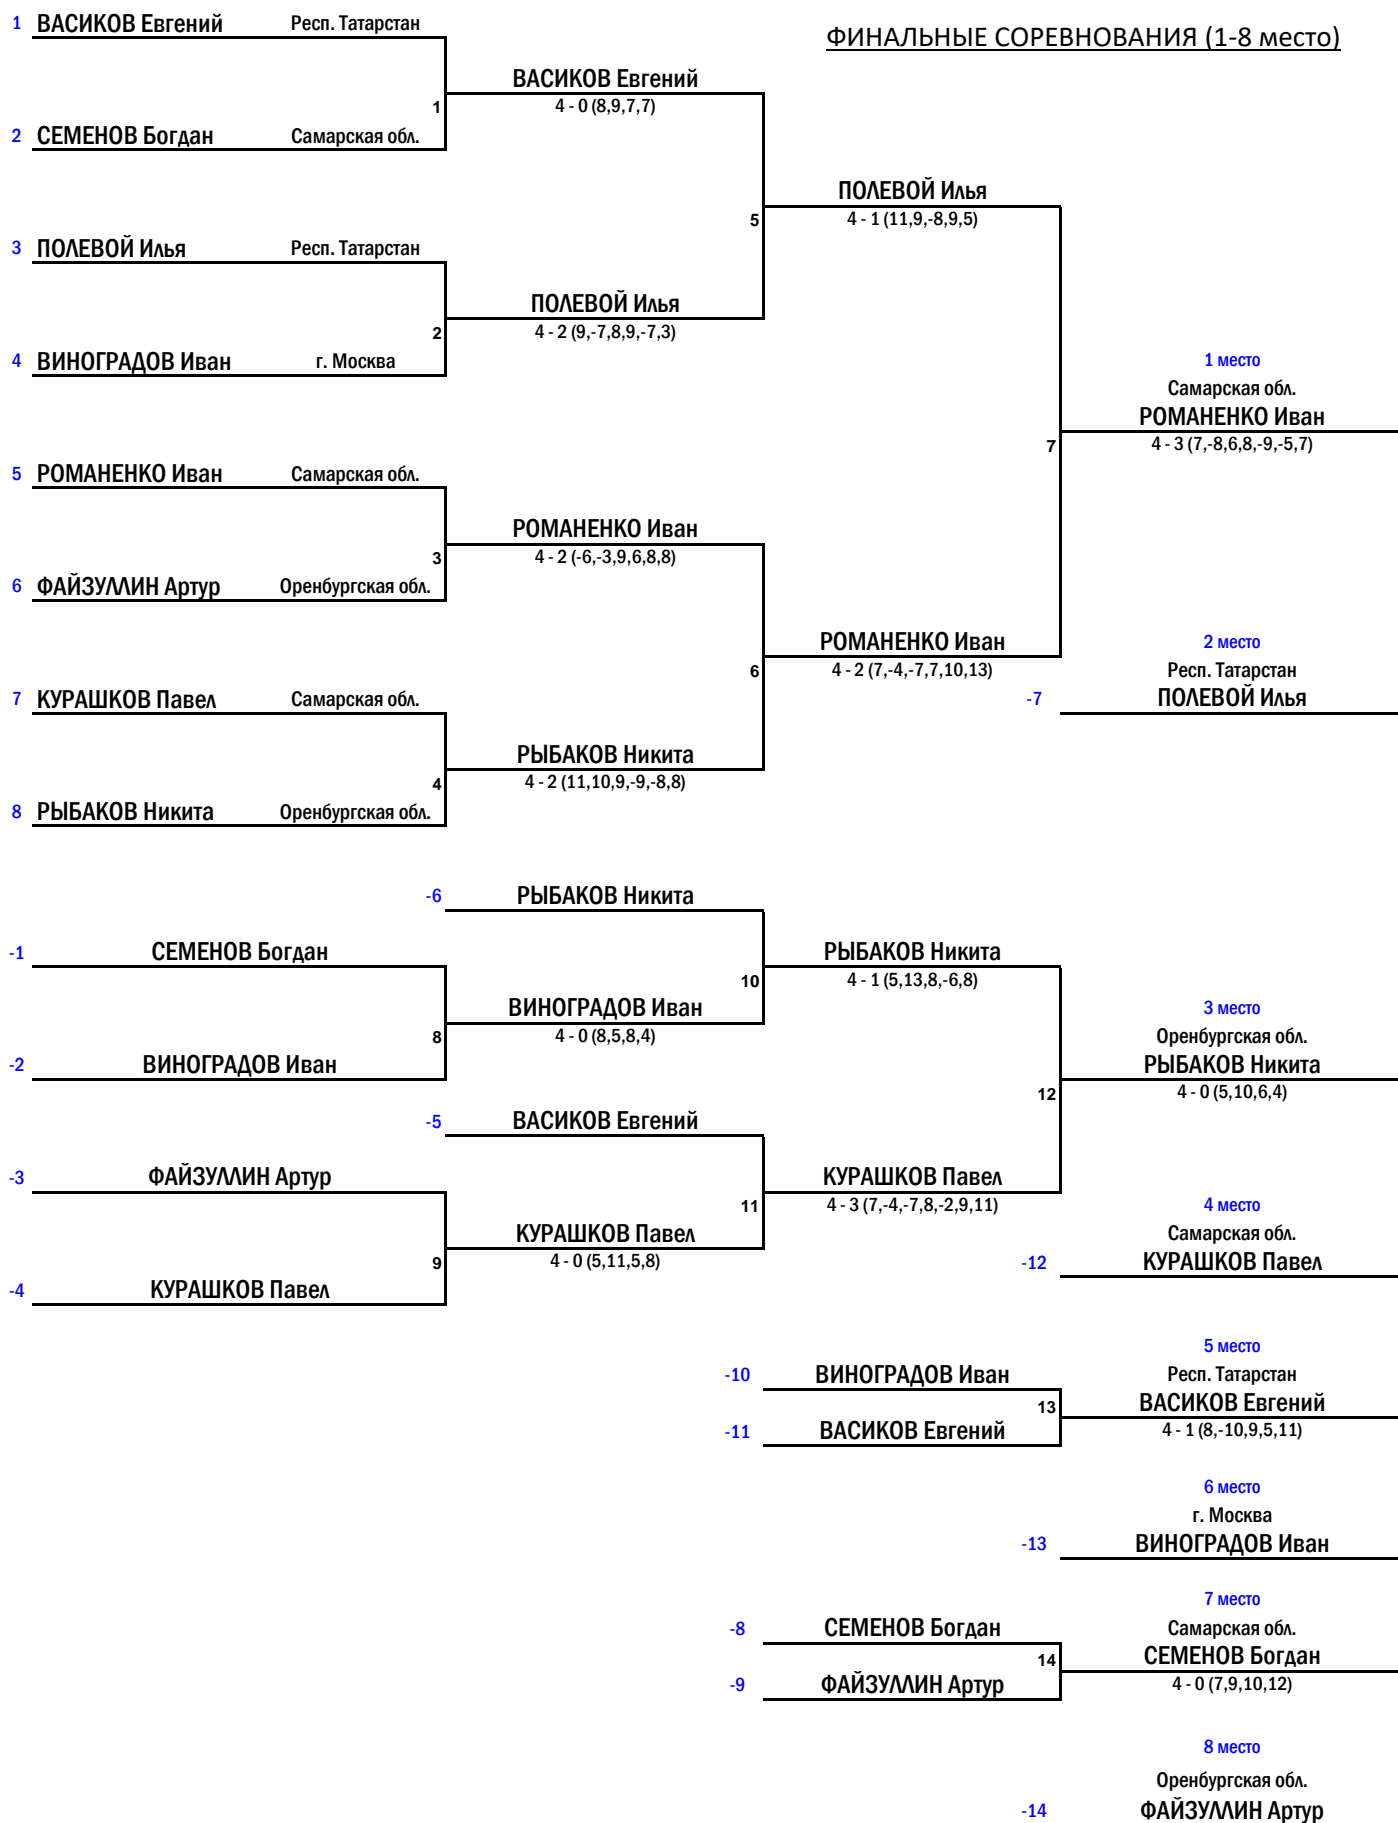 ФИНАЛЬНЫЕ СОРЕВНОВАНИЯ (1-8 место)
1 ВАСИКОВ Евгений Респ. Татарстан
ВАСИКОВ Евгений
1 4 - 0 (8,9,7,7)
2 СЕМЕНОВ Богдан Самарская обл.
ПОЛЕВОЙ Илья
5 4 - 1 (11,9,-8,9,5)
3 ПОЛЕВОЙ Илья Респ. Татарстан
ПОЛЕВОЙ Илья
2 4 - 2 (9,-7,8,9,-7,3)
4 ВИНОГРАДОВ Иван г. Москва 1 место
Самарская обл.
РОМАНЕНКО Иван
7 4 - 3 (7,-8,6,8,-9,-5,7)
5 РОМАНЕНКО Иван Самарская обл.
РОМАНЕНКО Иван
3 4 - 2 (-6,-3,9,6,8,8)
6 ФАЙЗУЛЛИН Артур Оренбургская обл.
РОМАНЕНКО Иван 2 место
6 4 - 2 (7,-4,-7,7,10,13) Респ. Татарстан
7 КУРАШКОВ Павел Самарская обл. -7 ПОЛЕВОЙ Илья
РЫБАКОВ Никита
4 4 - 2 (11,10,9,-9,-8,8)
8 РЫБАКОВ Никита Оренбургская обл.
-6 РЫБАКОВ Никита
-1 СЕМЕНОВ Богдан РЫБАКОВ Никита
10 4 - 1 (5,13,8,-6,8)
ВИНОГРАДОВ Иван 3 место
8 4 - 0 (8,5,8,4) Оренбургская обл.
-2 ВИНОГРАДОВ Иван РЫБАКОВ Никита
12 4 - 0 (5,10,6,4)
-5 ВАСИКОВ Евгений
-3 ФАЙЗУЛЛИН Артур КУРАШКОВ Павел
11 4 - 3 (7,-4,-7,8,-2,9,11) 4 место
КУРАШКОВ Павел Самарская обл.
9 4 - 0 (5,11,5,8) -12 КУРАШКОВ Павел
-4 КУРАШКОВ Павел
5 место
-10 ВИНОГРАДОВ Иван Респ. Татарстан
13 ВАСИКОВ Евгений
-11 ВАСИКОВ Евгений 4 - 1 (8,-10,9,5,11)
6 место
г. Москва
-13 ВИНОГРАДОВ Иван
7 место
-8 СЕМЕНОВ Богдан Самарская обл.
14 СЕМЕНОВ Богдан
-9 ФАЙЗУЛЛИН Артур 4 - 0 (7,9,10,12)
8 место
Оренбургская обл.
-14 ФАЙЗУЛЛИН Артур